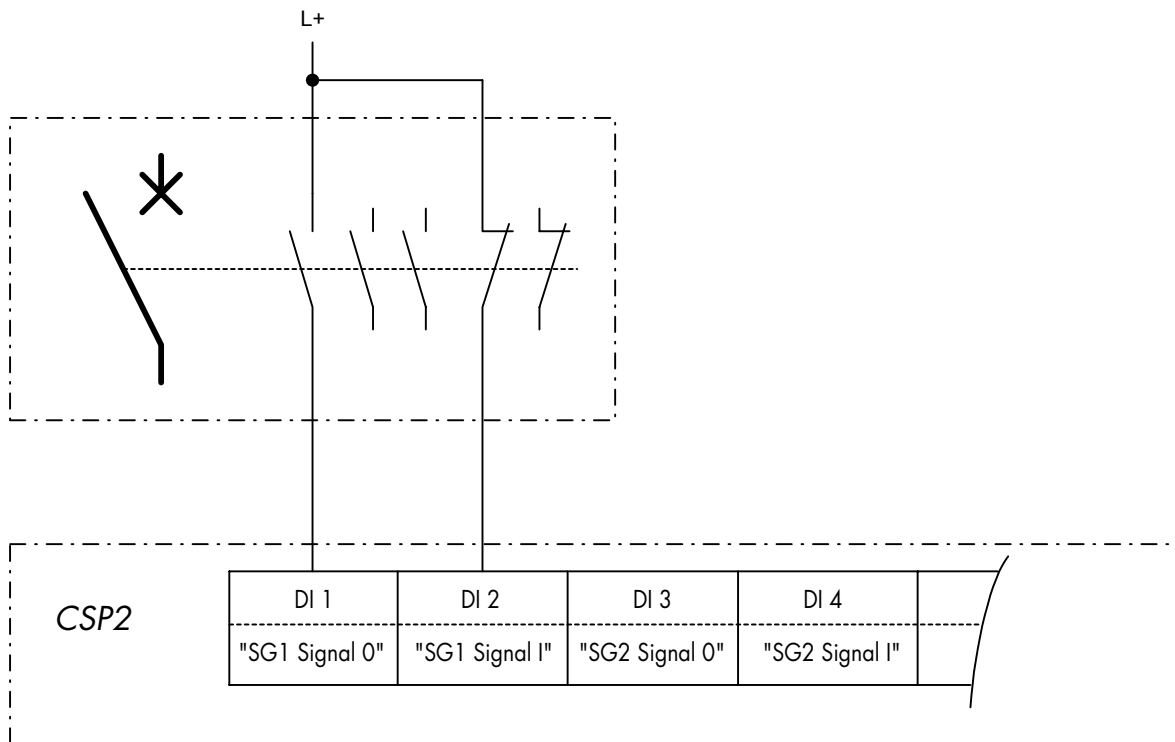 L+
CSP2
DI 1 DI 2 DI 3 DI 4
"SG1 Signal 0" "SG1 Signal I" "SG2 Signal 0" "SG2 Signal I"